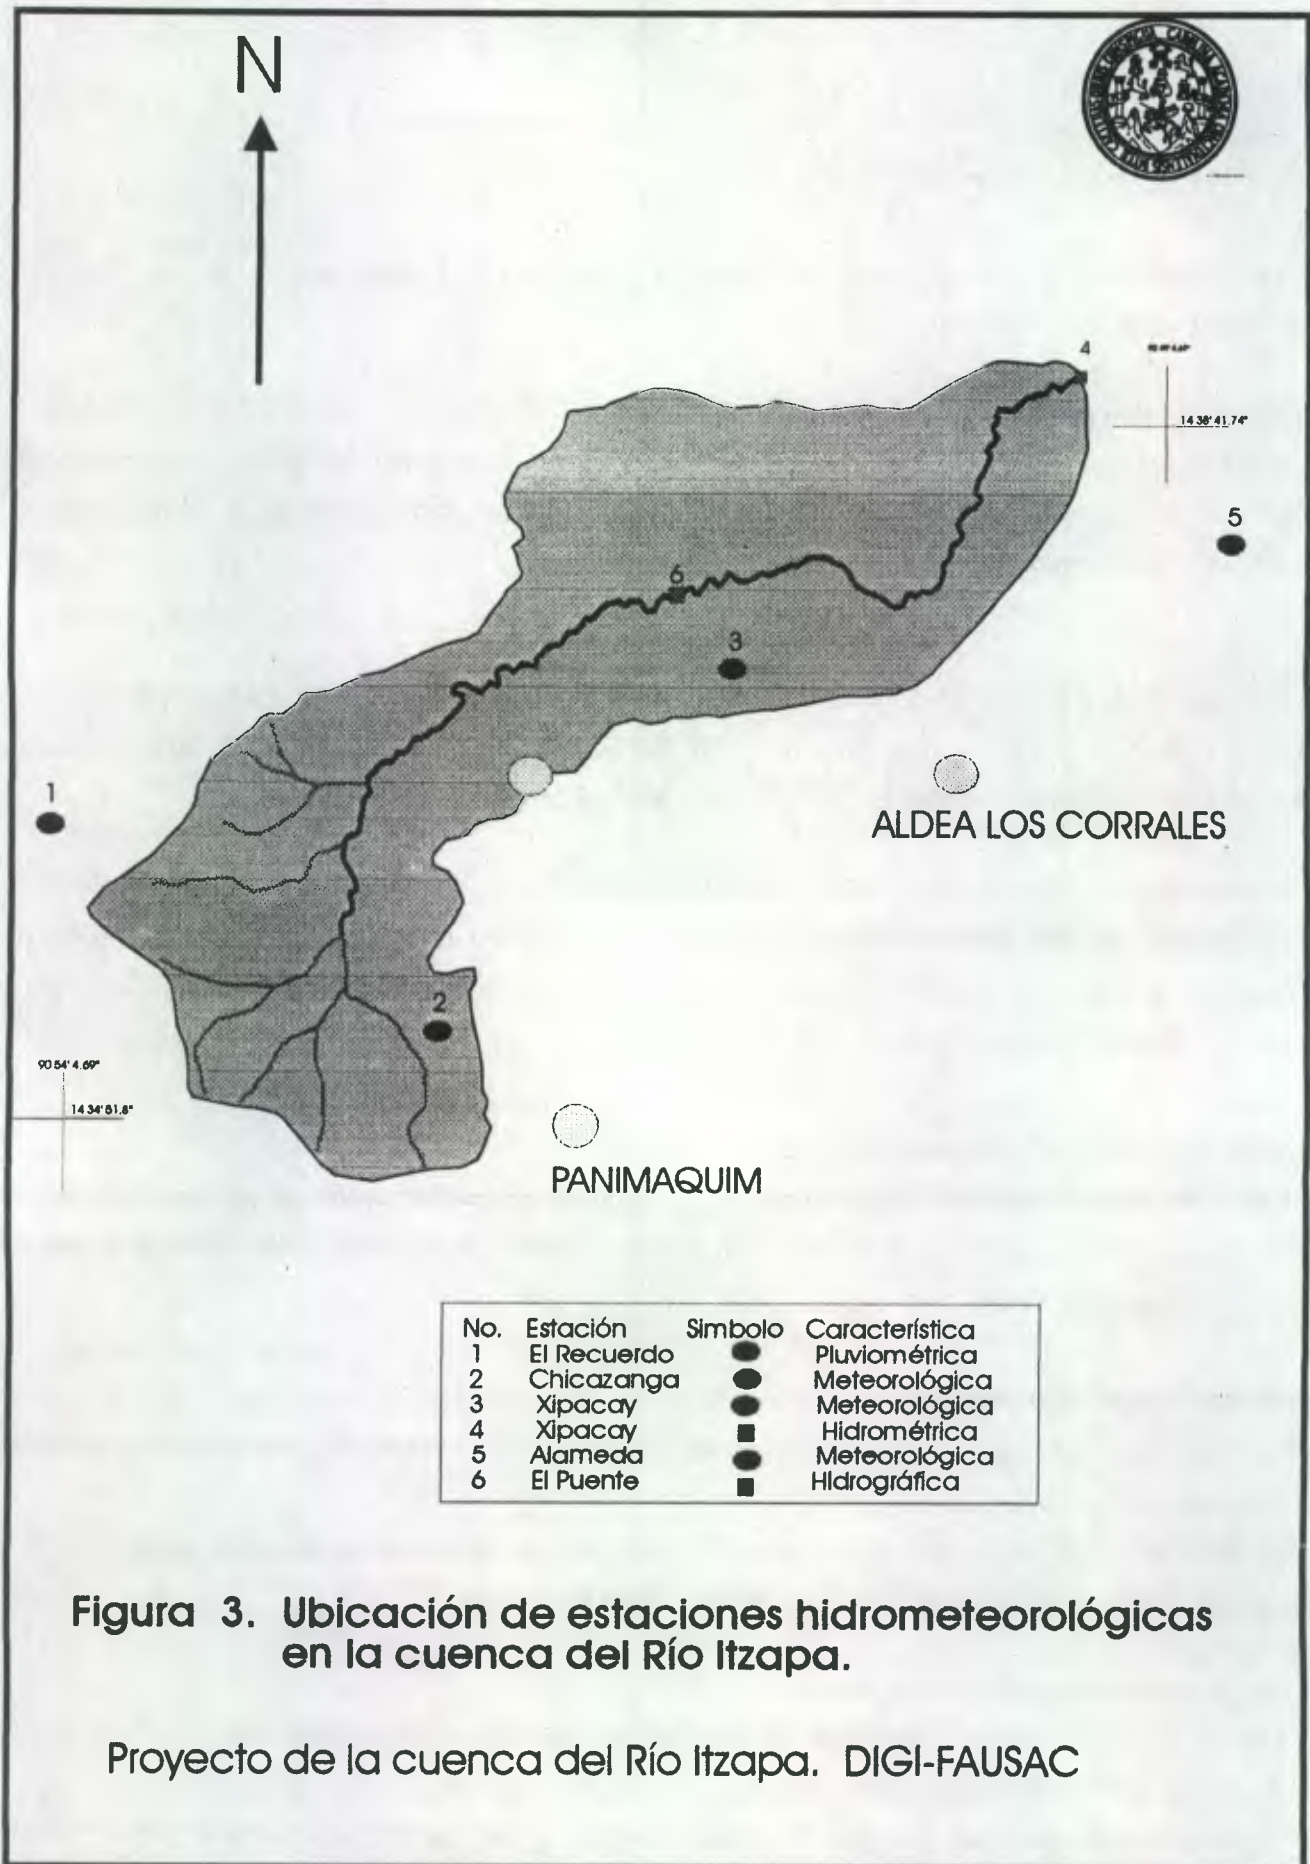 N
4
14 38' 41.74"
5
6
3
1
ALDEA LOS CORRALES
2
90 54' 4.69"
14 34' 51.8"
PANIMAQUIM
No. Estación Simbolo Característica
1 El Recuerdo Pluviométrica
2 Chicazanga Meteorológica
3 Xipacay Meteorológica
4 Xipacay Hidrométrica
5 Alameda Meteorológica
6 El Puente Hidrográfica
Figura 3. Ubicación de estaciones hidrometeorológicas
en la cuenca del Río Itzapa.
Proyecto de la cuenca del Río Itzapa. DIGI-FAUSAC